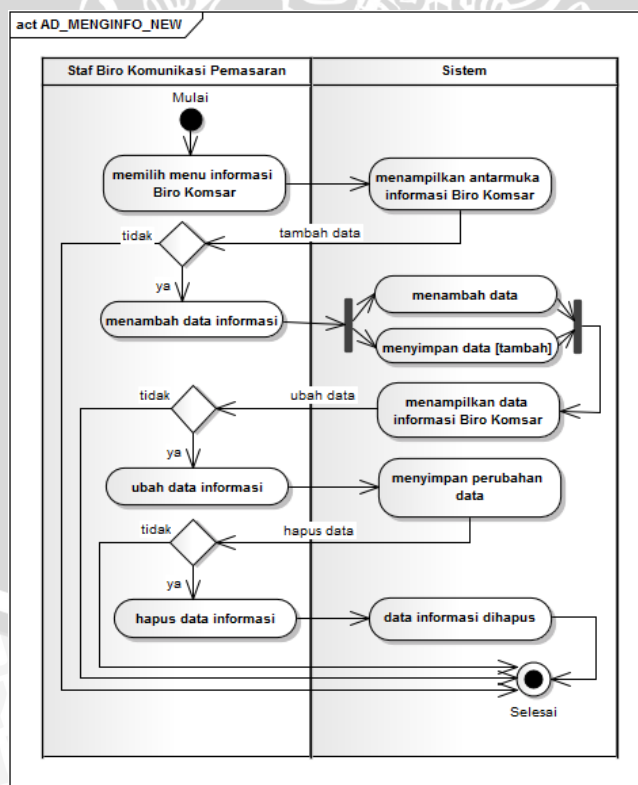 act AD_MENGINFO_NEW
Staf Biro Komunikasi Pemasaran
Sistem
Mulai
memilih menu informasi
Biro Komsar
menampilkan antarmuka
informasi Biro Komsar
tidak
tambah data
ya
menambah data informasi
menambah data
menyimpan data [tambah]
tidak
ubah data
menampilkan data
informasi Biro Komsar
ya
ubah data informasi
menyimpan perubahan
data
tidak
hapus data
ya
hapus data informasi
data informasi dihapus
Selesai